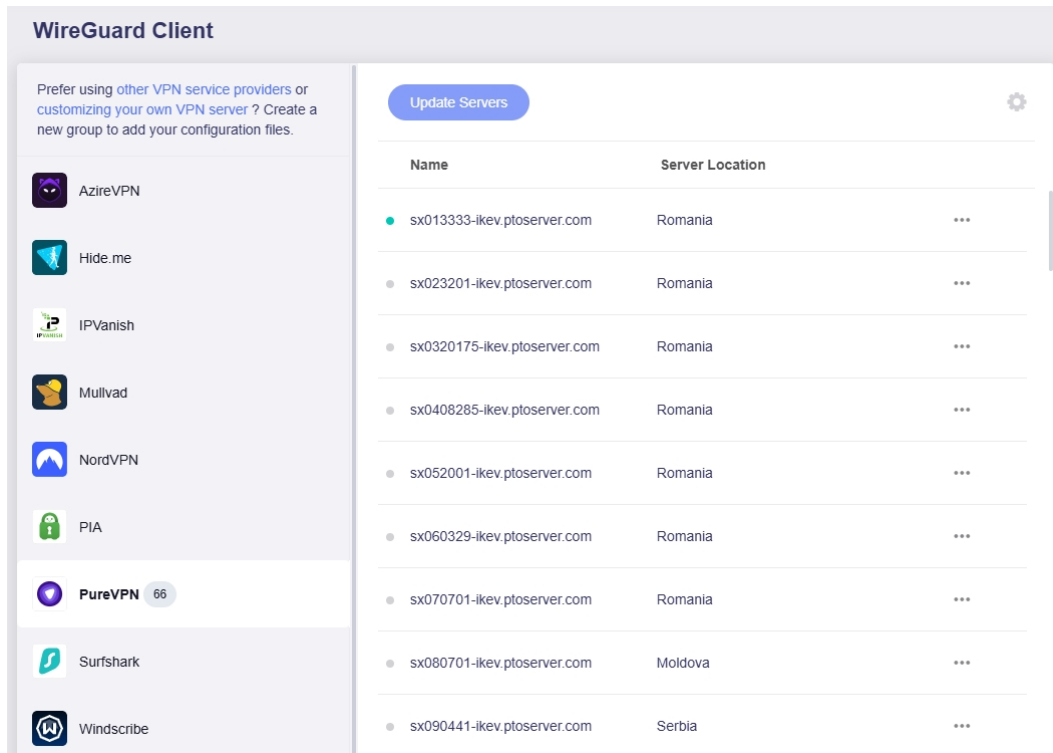 WireGuard Client
Prefer using other VPN service providers or
customizing your own VPN server ? Create a
new group to add your configuration files.
AzireVPN
Hide.me
IPVANISH
IPVanish
Mullvad
NordVPN
PIA
PureVPN 66
Surfshark
Windscribe
Update Servers
Name Server Location
sx013333-ikev.ptoserver.com Romania
sx023201-ikev.ptoserver.com Romania
sx0320175-ikev.ptoserver.com Romania
sx0408285-ikev.ptoserver.com Romania
sx052001-ikev.ptoserver.com Romania
sx060329-ikev.ptoserver.com Romania
sx070701-ikev.ptoserver.com Romania
sx080701-ikev.ptoserver.com Moldova
sx090441-ikev.ptoserver.com Serbia